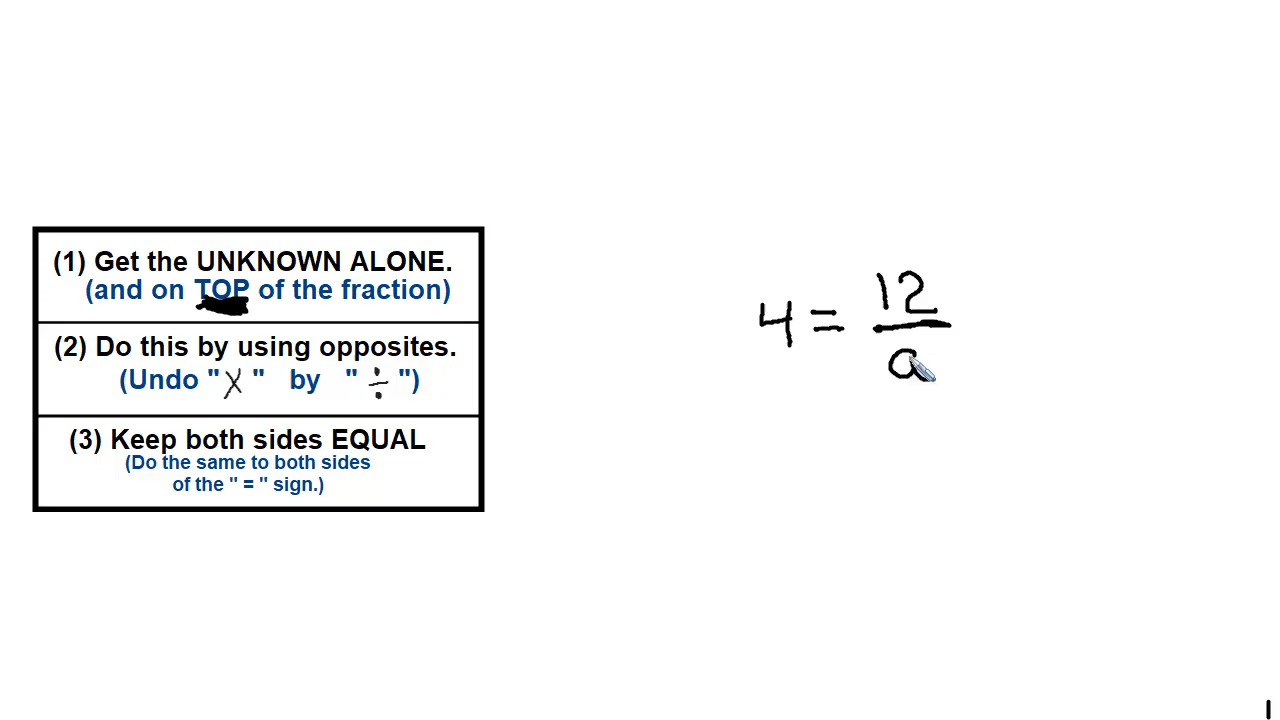 (1) Get the UNKNOWN ALONE.
(and on TOP of the fraction)
(2) Do this by using opposites.
(Undo " X " by " ÷ ")
(3) Keep both sides EQUAL
(Do the same to both sides
of the " = " sign.)
4 = 12/a
1